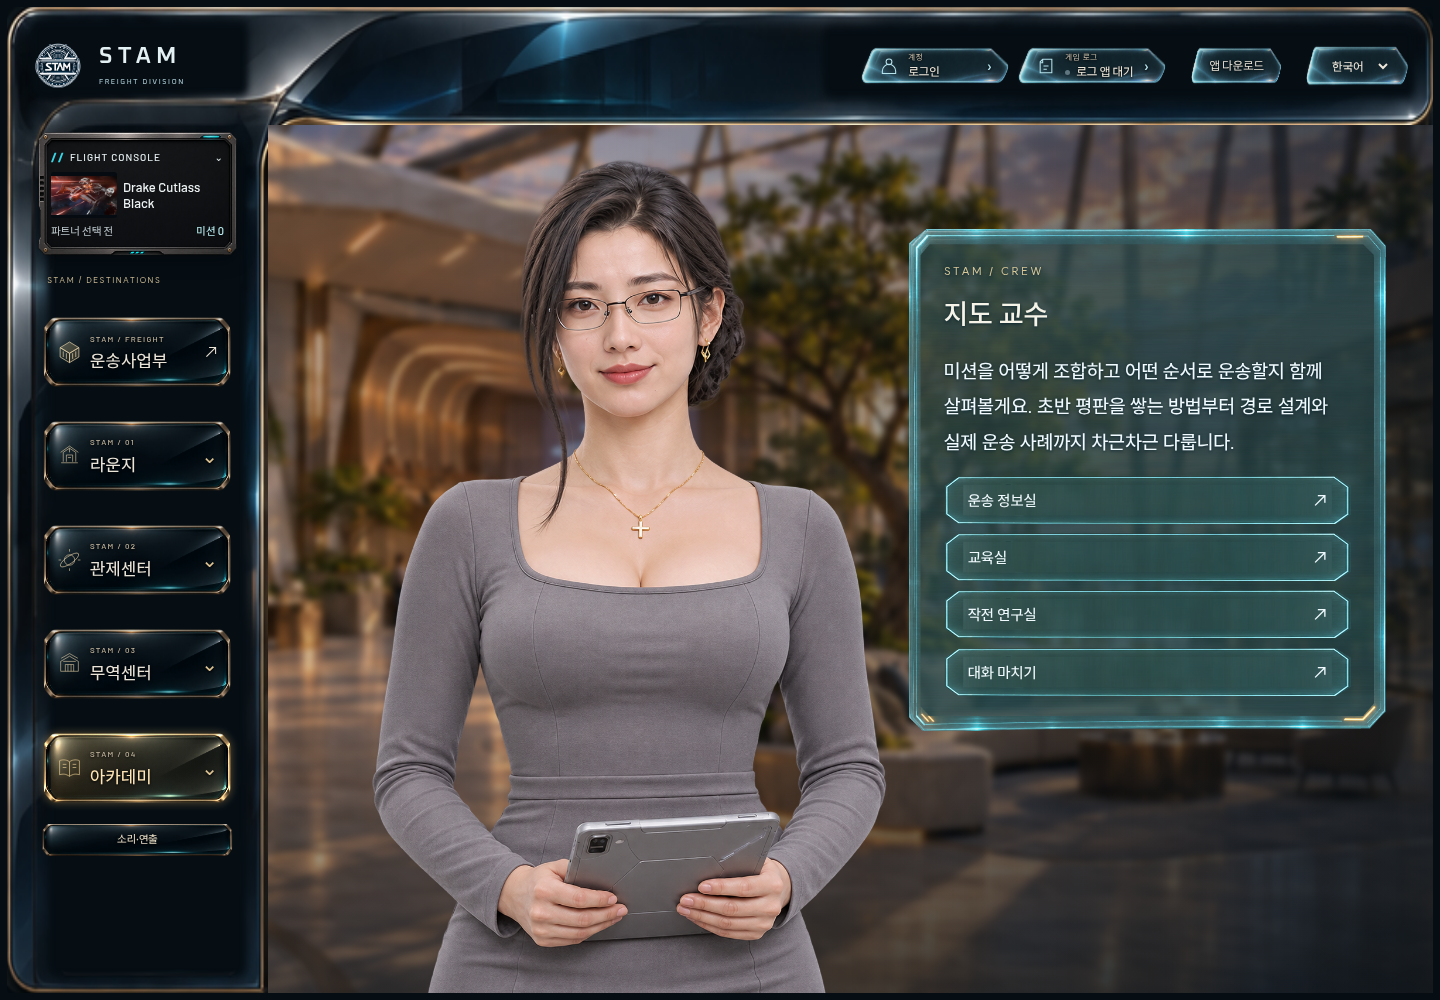 STAM
STAM
FREIGHT DIVISION
계정
로그인
게임 로그
로그 앱 대기
앱 다운로드
한국어
// FLIGHT CONSOLE
Drake Cutlass
Black
파트너 선택 전
미션 0
STAM / DESTINATIONS
STAM / FREIGHT
운송사업부
STAM / 01
라운지
STAM / 02
관제센터
STAM / 03
무역센터
STAM / 04
아카데미
소리·연출
STAM / CREW
지도 교수
미션을 어떻게 조합하고 어떤 순서로 운송할지 함께
살펴볼게요. 초반 평판을 쌓는 방법부터 경로 설계와
실제 운송 사례까지 차근차근 다룹니다.
운송 정보실
교육실
작전 연구실
대화 마치기